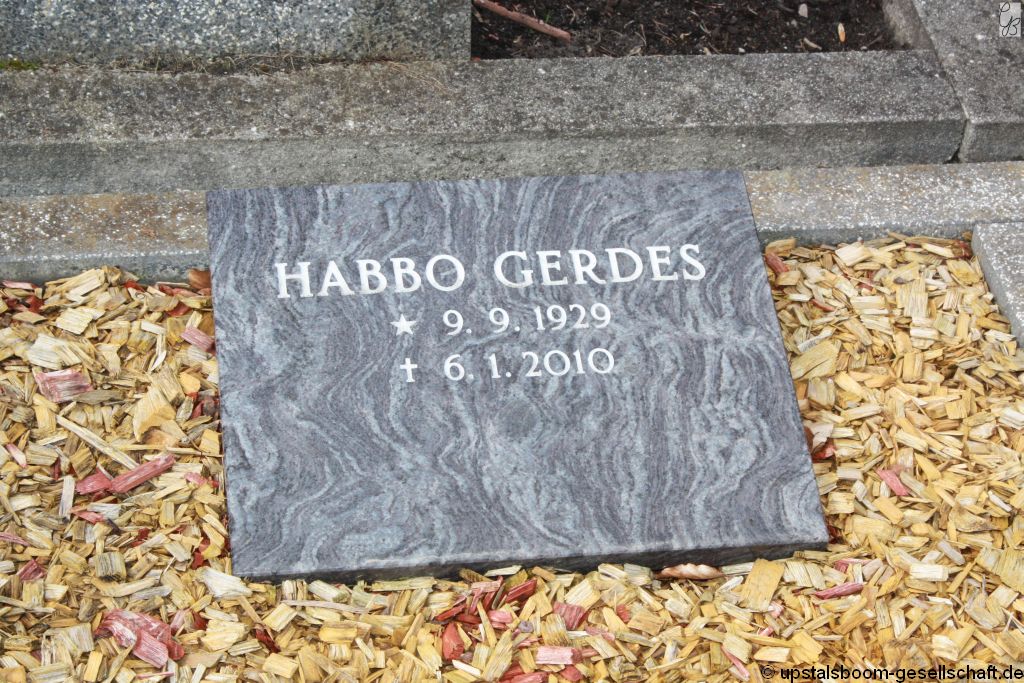 HABBO GERDES
★ 9. 9. 1929
† 6. 1. 2010
© upstalsboom-gesellschaft.de